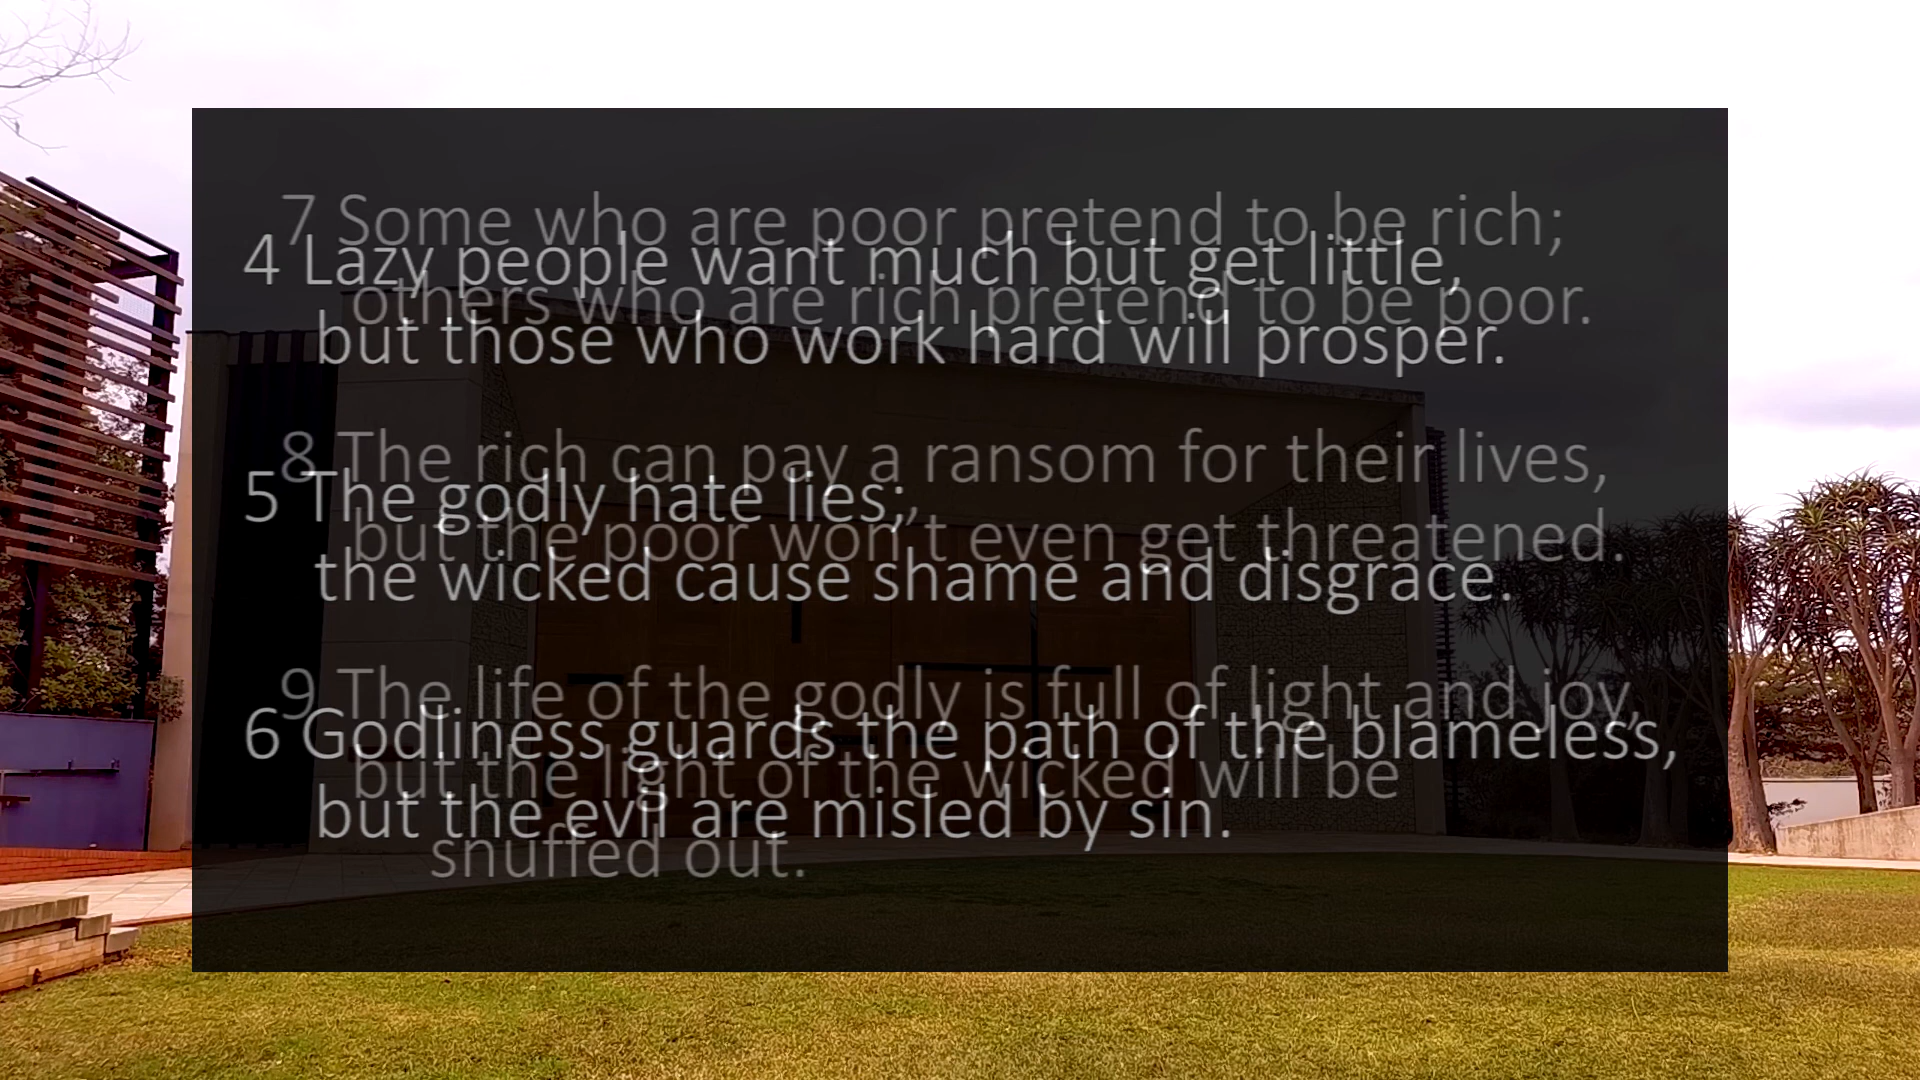 4 Lazy people want much but get little,
but those who work hard will prosper.
5 The godly hate lies;
the wicked cause shame and disgrace.
6 Godliness guards the path of the blameless,
but the evil are misled by sin.
7 Some who are poor pretend to be rich;
others who are rich pretend to be poor.
8 The rich can pay a ransom for their lives,
but the poor won't even get threatened.
9 The life of the godly is full of light and joy,
but the light of the wicked will be
snuffed out.